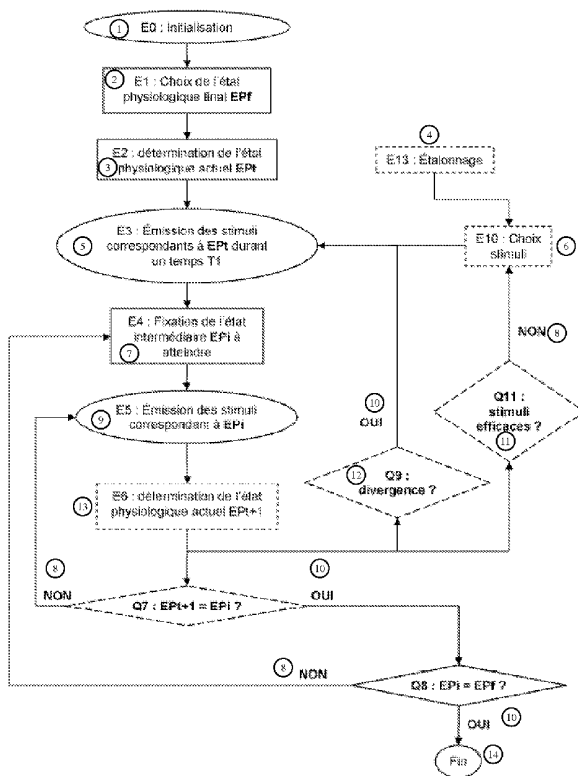 1
E0 : Initialisation
2
E1 : Choix de l'état
physiologique final EPf
E2 : détermination de l'état
3
physiologique actuel EPt
4
E13 : Étalonnage
E3 : Émission des stimuli
correspondants à EPt durant
un temps T1
5
E10 : Choix
stimuli
6
E4 : Fixation de l'état
intermédiaire EPi à
atteindre
7
NON
8
E5 : Émission des stimuli
correspondant à EPi
9
10
OUI
Q11 :
stimuli
efficaces ?
11
E6 : détermination de l'état
physiologique actuel EPt+1
13
Q9 :
divergence ?
12
8
NON
10
OUI
Q7 : EPt+1 = EPi ?
8
NON
Q8 : EPi = EPf ?
OUI
10
Fin
14